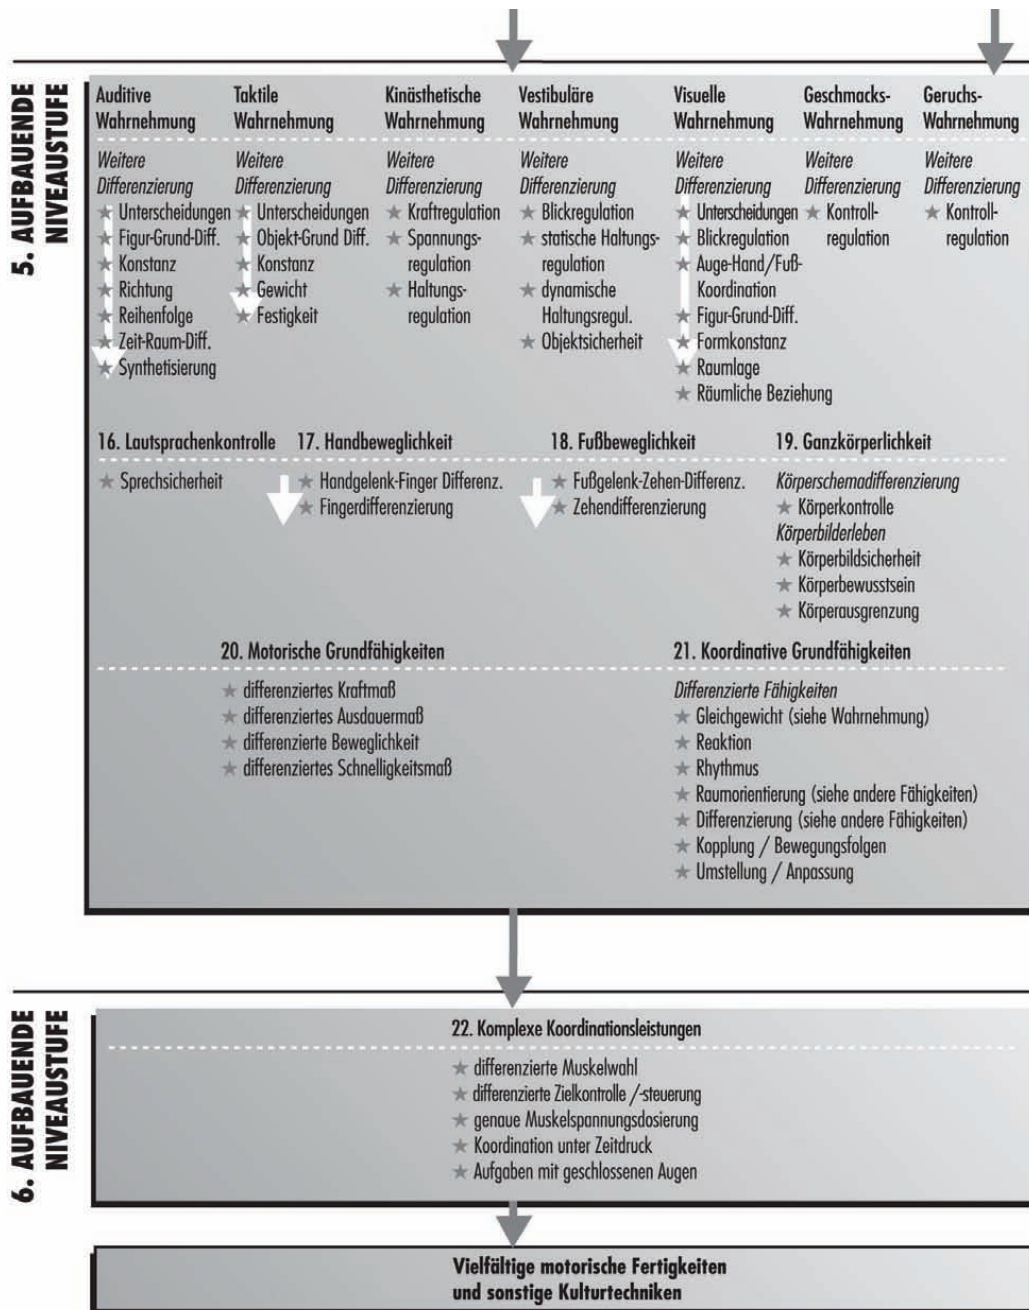 5. AUFBAUENDE
NIVEAUSTUFE
Auditive
Wahrnehmung
Weitere
Differenzierung
★ Unterscheidungen
★ Figur-Grund-Diff.
★ Konstanz
★ Richtung
★ Reihenfolge
★ Zeit-Raum-Diff.
★ Synthetisierung
Taktile
Wahrnehmung
Weitere
Differenzierung
★ Unterscheidungen
★ Objekt-Grund Diff.
★ Konstanz
★ Gewicht
★ Festigkeit
Kinästhetische
Wahrnehmung
Weitere
Differenzierung
★ Kraftregulation
★ Spannungs-
regulation
★ Haltungs-
regulation
Vestibuläre
Wahrnehmung
Weitere
Differenzierung
★ Blickregulation
★ statische Haltungs-
regulation
★ dynamische
Haltungsregul.
★ Objektsicherheit
Visuelle
Wahrnehmung
Weitere
Differenzierung
★ Unterscheidungen
★ Blickregulation
★ Auge-Hand/Fuß-
Koordination
★ Figur-Grund-Diff.
★ Formkonstanz
★ Raumlage
★ Räumliche Beziehung
Geschmacks-
Wahrnehmung
Weitere
Differenzierung
★ Kontroll-
regulation
Geruchs-
Wahrnehmung
Weitere
Differenzierung
★ Kontroll-
regulation
16. Lautsprachenkontrolle
★ Sprechsicherheit
17. Handbeweglichkeit
★ Handgelenk-Finger Differenz.
★ Fingerdifferenzierung
18. Fußbeweglichkeit
★ Fußgelenk-Zehen-Differenz.
★ Zehendifferenzierung
19. Ganzkörperlichkeit
Körperschemadifferenzierung
★ Körperkontrolle
Körperbilderleben
★ Körperbildsicherheit
★ Körperbewusstsein
★ Körperausgrenzung
20. Motorische Grundfähigkeiten
★ differenziertes Kraftmaß
★ differenziertes Ausdauermaß
★ differenzierte Beweglichkeit
★ differenziertes Schnelligkeitsmaß
21. Koordinative Grundfähigkeiten
Differenzierte Fähigkeiten
★ Gleichgewicht (siehe Wahrnehmung)
★ Reaktion
★ Rhythmus
★ Raumorientierung (siehe andere Fähigkeiten)
★ Differenzierung (siehe andere Fähigkeiten)
★ Kopplung / Bewegungsfolgen
★ Umstellung / Anpassung
6. AUFBAUENDE
NIVEAUSTUFE
22. Komplexe Koordinationsleistungen
★ differenzierte Muskelwahl
★ differenzierte Zielkontrolle /-steuerung
★ genaue Muskelspannungsdosierung
★ Koordination unter Zeitdruck
★ Aufgaben mit geschlossenen Augen
Vielfältige motorische Fertigkeiten
und sonstige Kulturtechniken